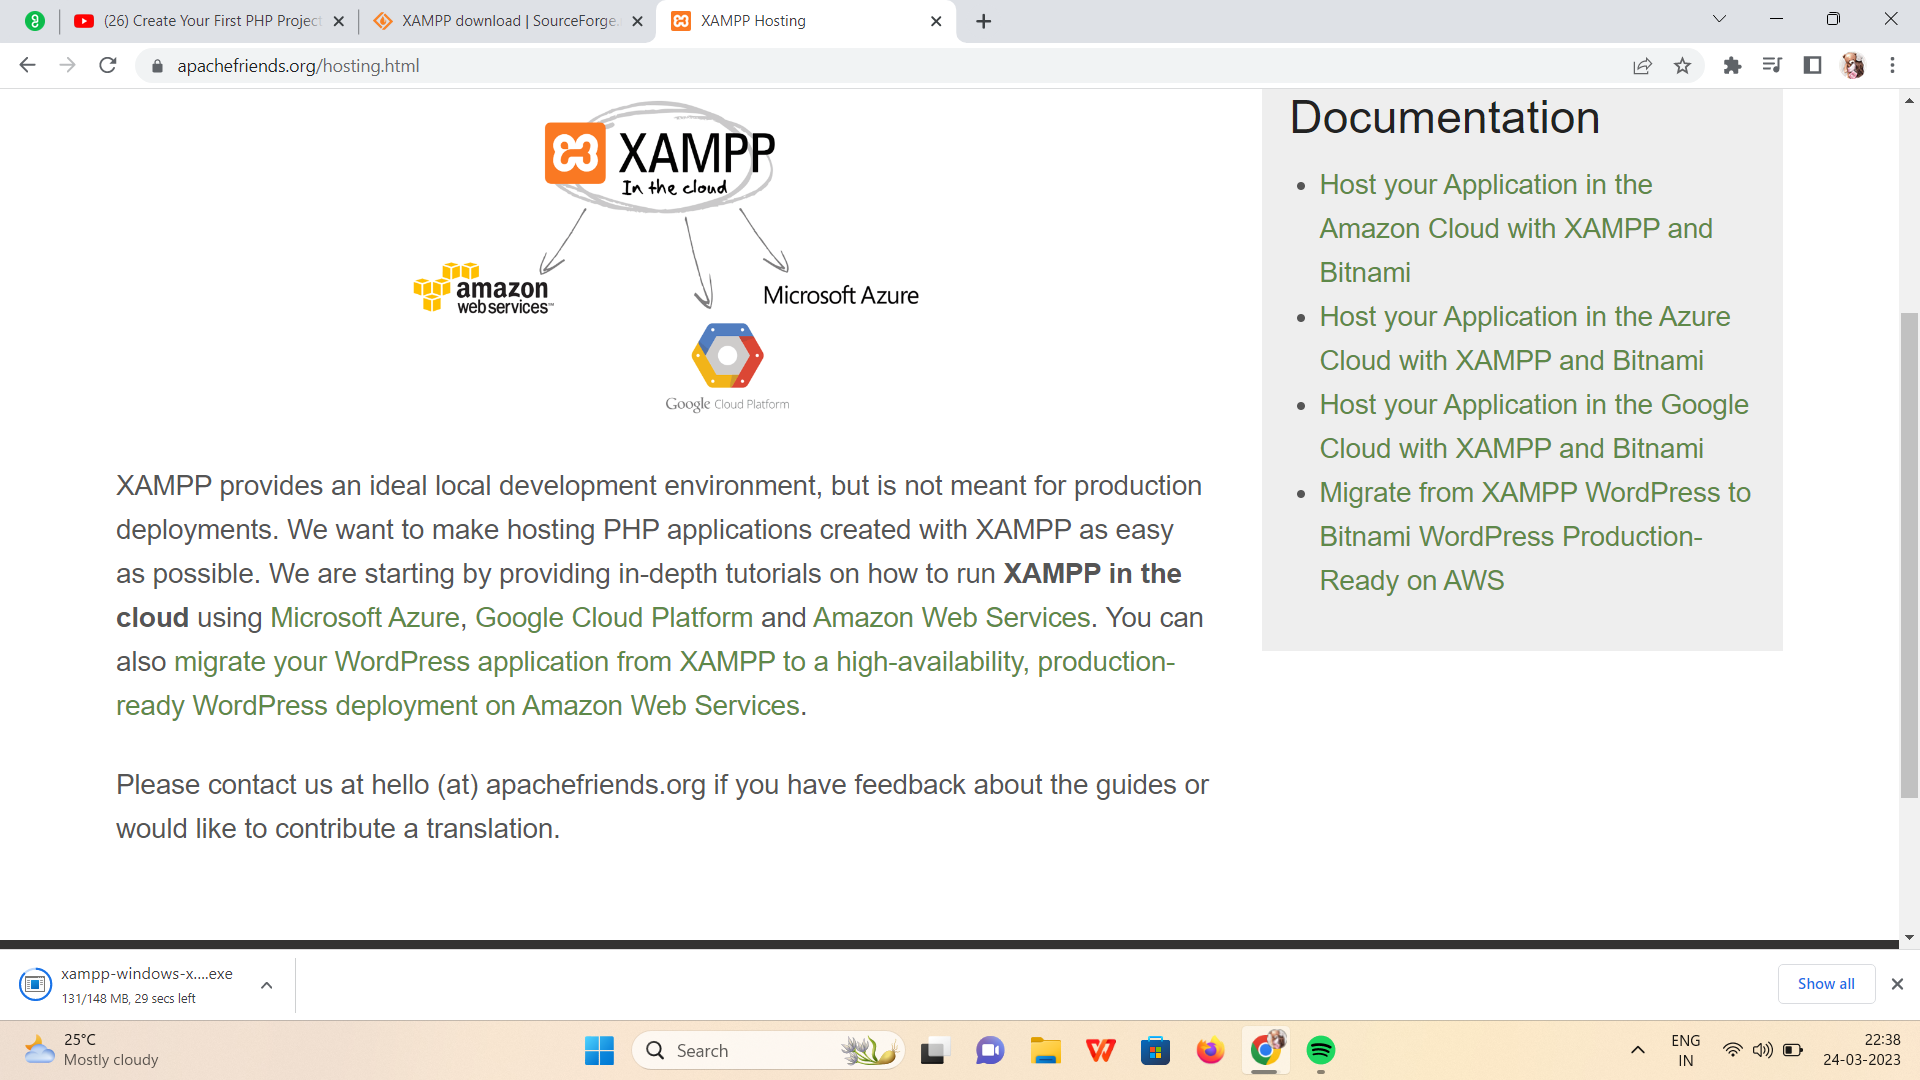 (26) Create Your First PHP Project
XAMPP download | SourceForge.
XAMPP Hosting
apachefriends.org/hosting.html
XAMPP
In the cloud
amazon
webservices™
Microsoft Azure
Google Cloud Platform
XAMPP provides an ideal local development environment, but is not meant for production
deployments. We want to make hosting PHP applications created with XAMPP as easy
as possible. We are starting by providing in-depth tutorials on how to run XAMPP in the
cloud using Microsoft Azure, Google Cloud Platform and Amazon Web Services. You can
also migrate your WordPress application from XAMPP to a high-availability, production-
ready WordPress deployment on Amazon Web Services.
Please contact us at hello (at) apachefriends.org if you have feedback about the guides or
would like to contribute a translation.
Documentation
Host your Application in the
Amazon Cloud with XAMPP and
Bitnami
Host your Application in the Azure
Cloud with XAMPP and Bitnami
Host your Application in the Google
Cloud with XAMPP and Bitnami
Migrate from XAMPP WordPress to
Bitnami WordPress Production-
Ready on AWS
xampp-windows-x....exe
131/148 MB, 29 secs left
Show all
25°C
Mostly cloudy
Search
ENG
IN
22:38
24-03-2023